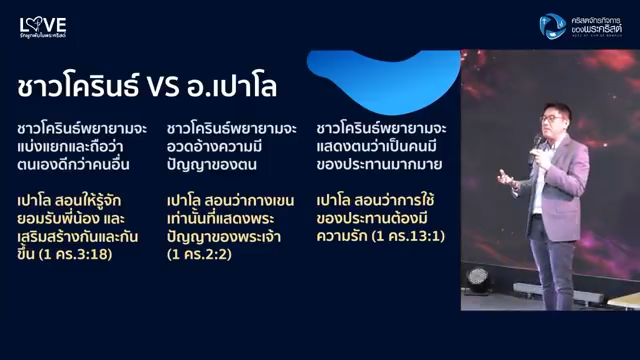 LOVE
รักผูกพันในพระคริสต์
คริสตจักรกิจการ
ของพระคริสต์
ชาวโครินธ์ VS อ.เปาโล
ชาวโครินธ์พยายามจะ
แบ่งแยกและถือว่า
ตนเองดีกว่าคนอื่น
เปาโล สอนให้รู้จัก
ยอมรับพี่น้อง และ
เสริมสร้างกันและกัน
ขึ้น (1 คร.3:18)
ชาวโครินธ์พยายามจะ
อวดอ้างความมี
ปัญญาของตน
เปาโล สอนว่ากางเขน
เท่านั้นที่แสดงพระ
ปัญญาของพระเจ้า
(1 คร.2:2)
ชาวโครินธ์พยายามจะ
แสดงตนว่าเป็นคนมี
ของประทานมากมาย
เปาโล สอนว่าการใช้
ของประทานต้องมี
ความรัก (1 คร.13:1)